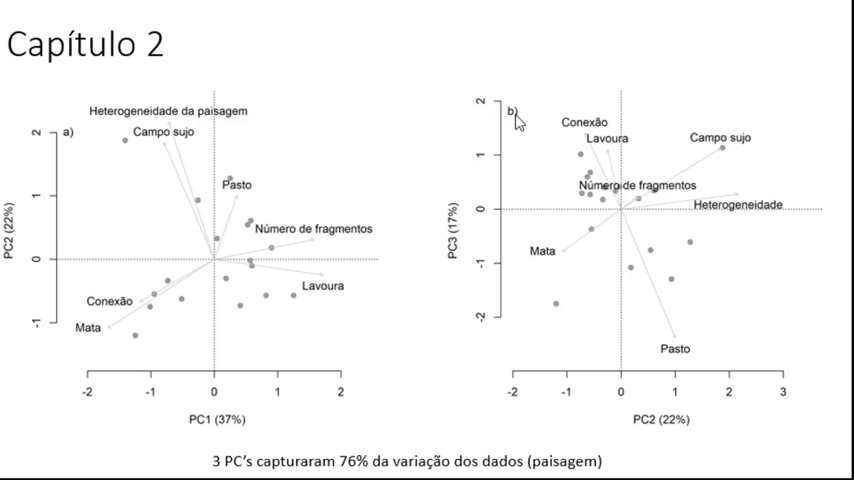 Capítulo 2
a)
Heterogeneidade da paisagem
Campo sujo
Pasto
Número de fragmentos
Lavoura
Conexão
Mata
PC2 (22%)
2
1
0
-1
-2
-1
0
1
2
PC1 (37%)
b)
Conexão
Lavoura
Campo sujo
Número de fragmentos
Heterogeneidade
Mata
Pasto
PC3 (17%)
2
1
0
-1
-2
-2
-1
0
1
2
3
PC2 (22%)
3 PC's capturaram 76% da variação dos dados (paisagem)